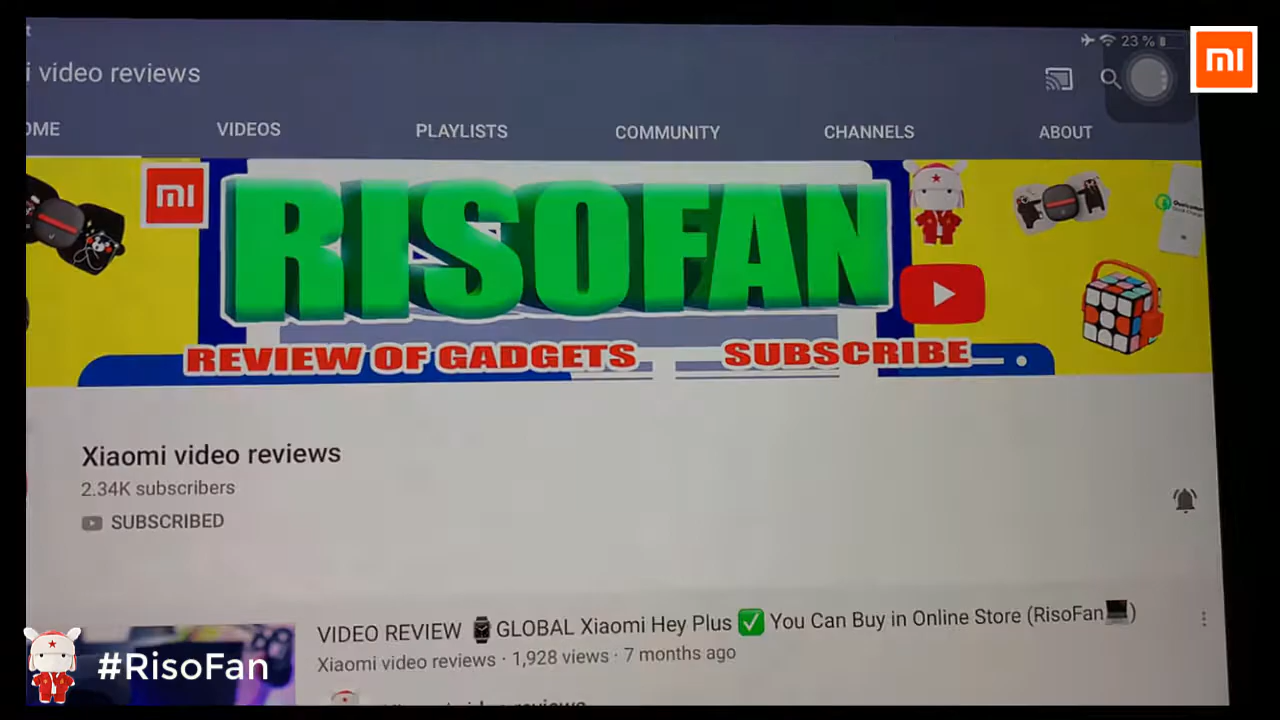 23 %
i video reviews
OME VIDEOS PLAYLISTS COMMUNITY CHANNELS ABOUT
mi
mi
RISOFAN
REVIEW OF GADGETS SUBSCRIBE
Xiaomi video reviews
2.34K subscribers
SUBSCRIBED
VIDEO REVIEW ⌚GLOBAL Xiaomi Hey Plus ✅ You Can Buy in Online Store (RisoFan💻)
Xiaomi video reviews · 1,928 views · 7 months ago
#RisoFan